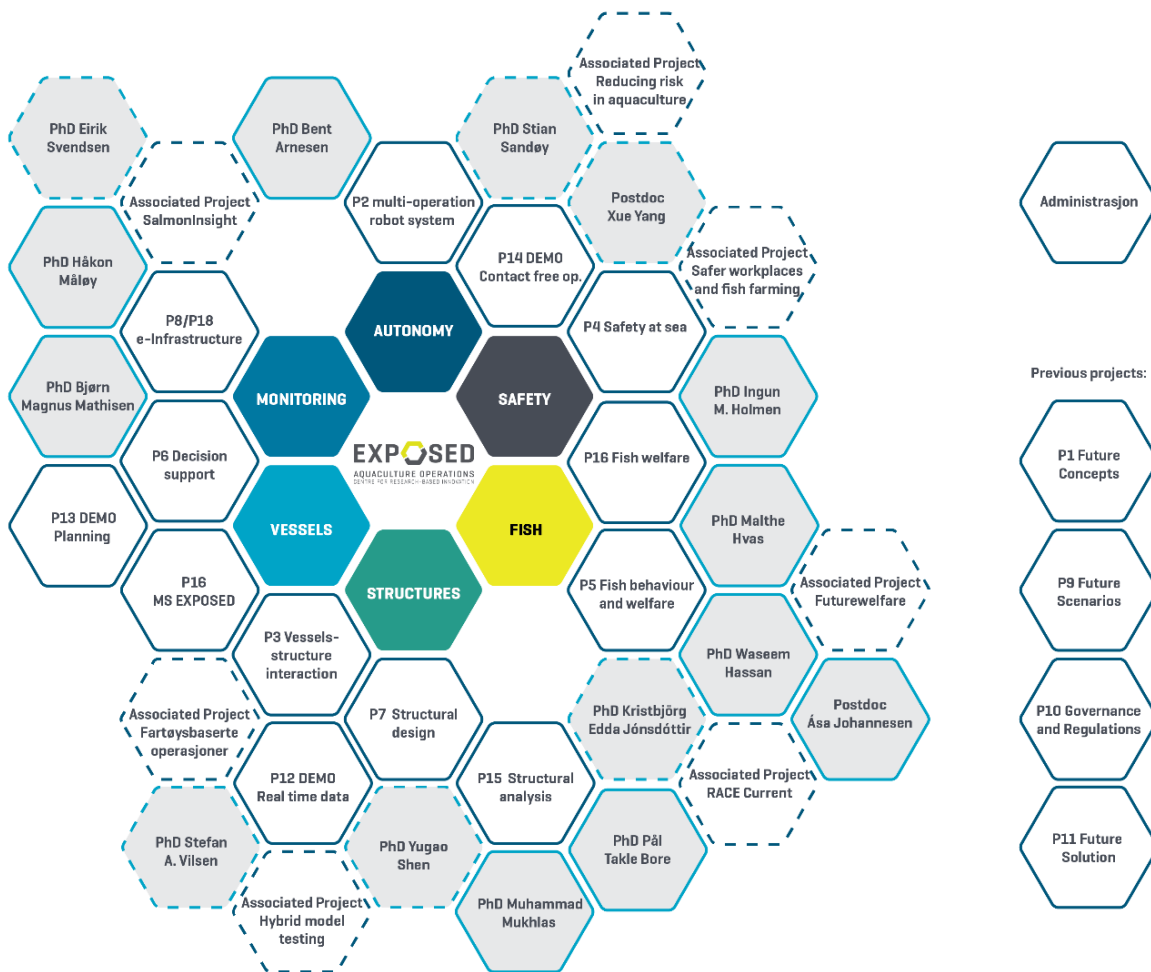 Associated Project
Reducing risk
in aquaculture
PhD Eirik
Svendsen
PhD Bent
Arnesen
PhD Stian
Sandøy
Associated Project
SalmonInsight
P2 multi-operation
robot system
Postdoc
Xue Yang
Administrasjon
PhD Håkon
Måløy
P14 DEMO
Contact free op.
Associated Project
Safer workplaces
and fish farming
P8/P18
e-Infrastructure
AUTONOMY
P4 Safety at sea
Previous projects:
PhD Bjørn
Magnus Mathisen
MONITORING
SAFETY
PhD Ingun
M. Holmen
P6 Decision
support
EXPOSED
AQUACULTURE OPERATIONS
CENTRE FOR RESEARCH-BASED INNOVATION
P16 Fish welfare
P1 Future
Concepts
P13 DEMO
Planning
VESSELS
FISH
PhD Malthe
Hvas
P16
MS EXPOSED
STRUCTURES
P5 Fish behaviour
and welfare
Associated Project
Futurewelfare
P9 Future
Scenarios
P3 Vessels-
structure
interaction
PhD Waseem
Hassan
Associated Project
Fartøysbaserte
operasjoner
P7 Structural
design
PhD Kristbjörg
Edda Jónsdóttir
Postdoc
Ása Johannesen
P10 Governance
and Regulations
P12 DEMO
Real time data
P15 Structural
analysis
Associated Project
RACE Current
PhD Stefan
A. Vilsen
PhD Yugao
Shen
PhD Pål
Takle Bore
P11 Future
Solution
Associated Project
Hybrid model
testing
PhD Muhammad
Mukhlas